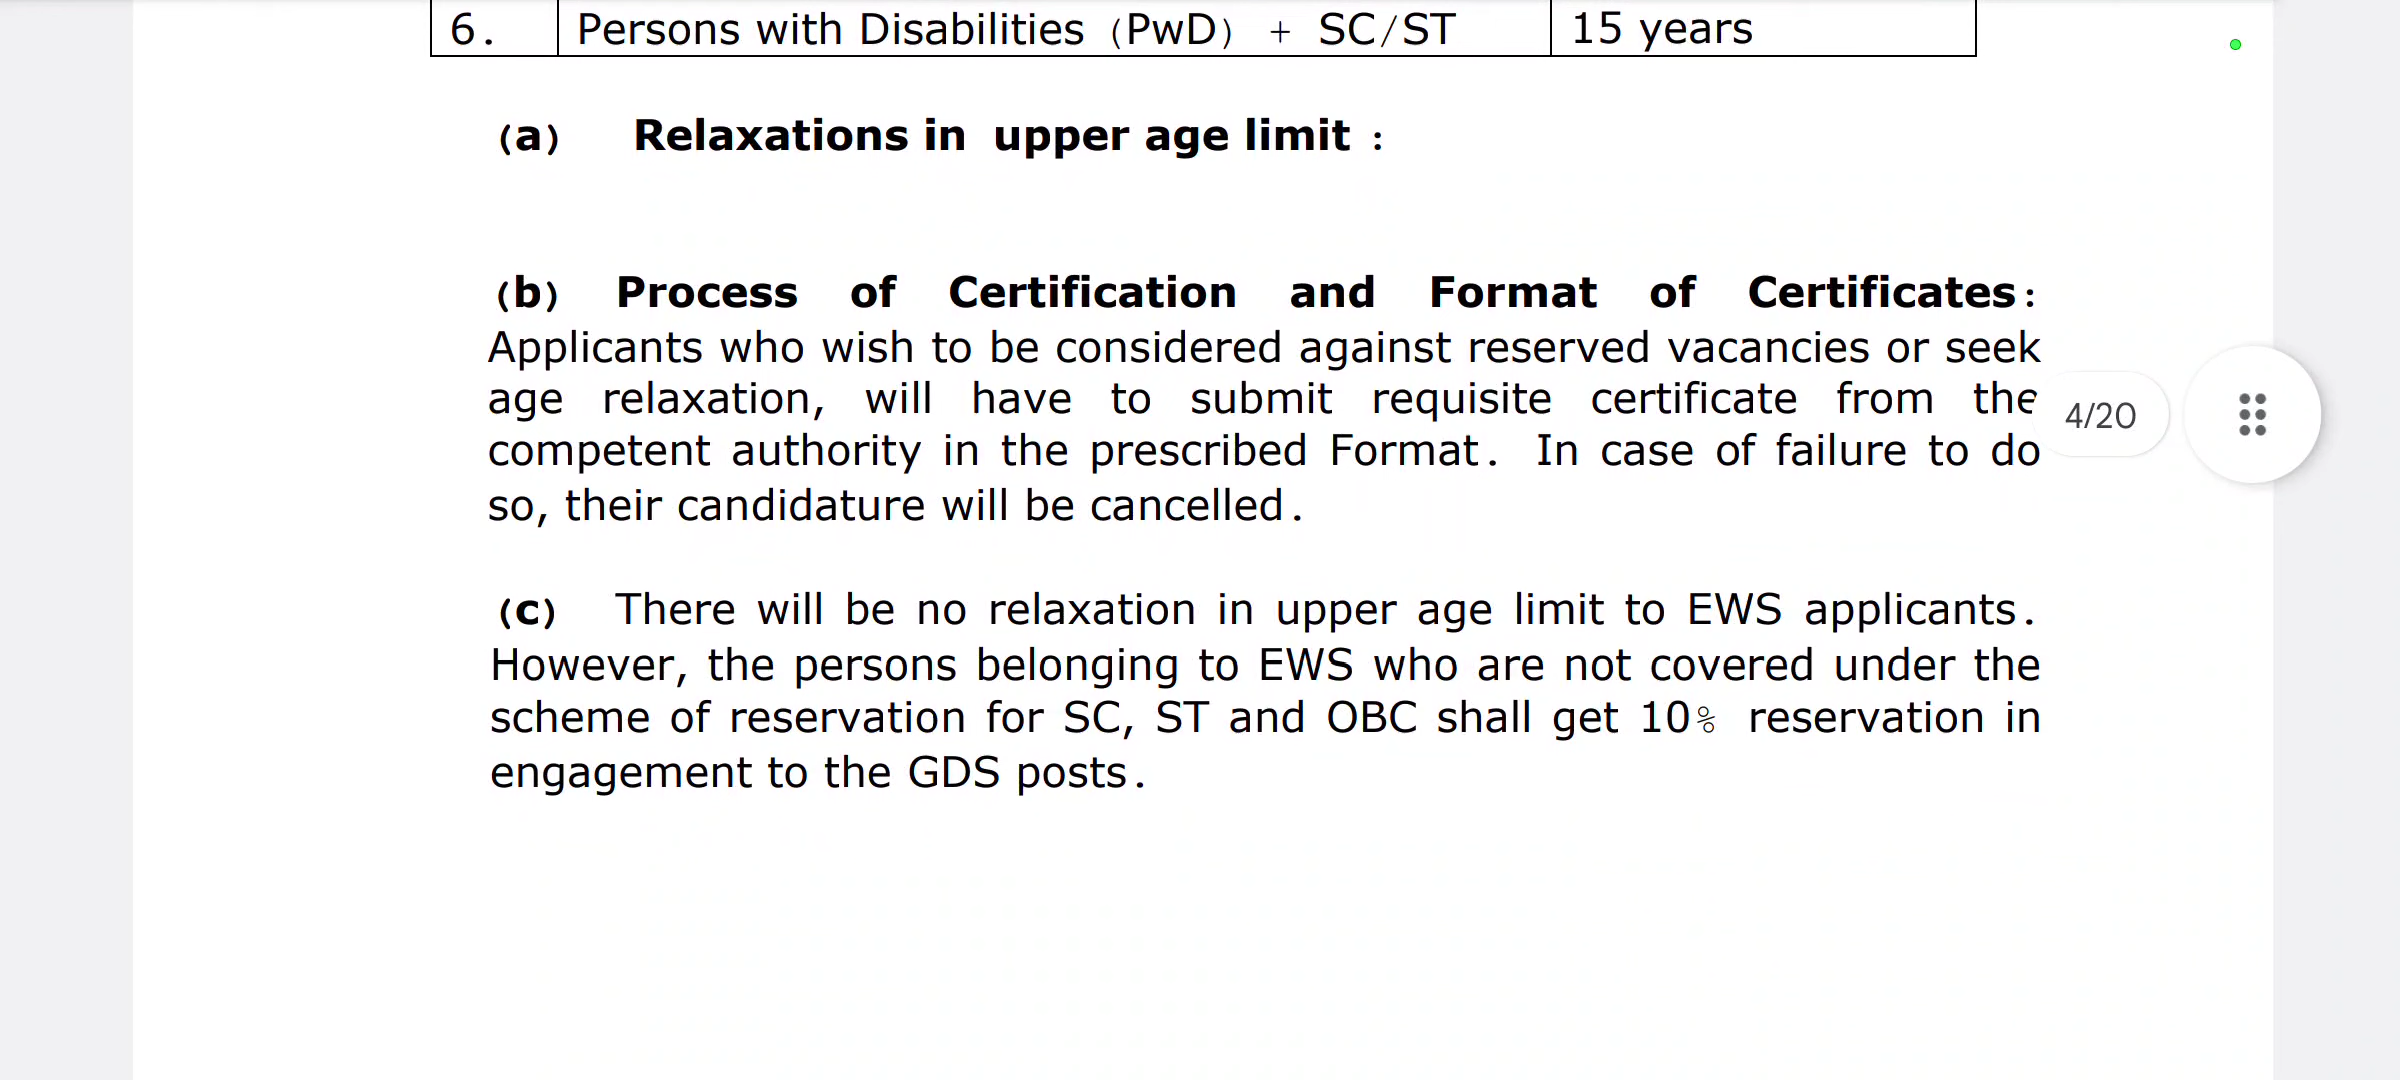 6. Persons with Disabilities (PwD) + SC/ST 15 years
(a) Relaxations in upper age limit :
(b) Process of Certification and Format of Certificates:
Applicants who wish to be considered against reserved vacancies or seek
age relaxation, will have to submit requisite certificate from the
competent authority in the prescribed Format. In case of failure to do
so, their candidature will be cancelled.
(c) There will be no relaxation in upper age limit to EWS applicants.
However, the persons belonging to EWS who are not covered under the
scheme of reservation for SC, ST and OBC shall get 10% reservation in
engagement to the GDS posts.
4/20